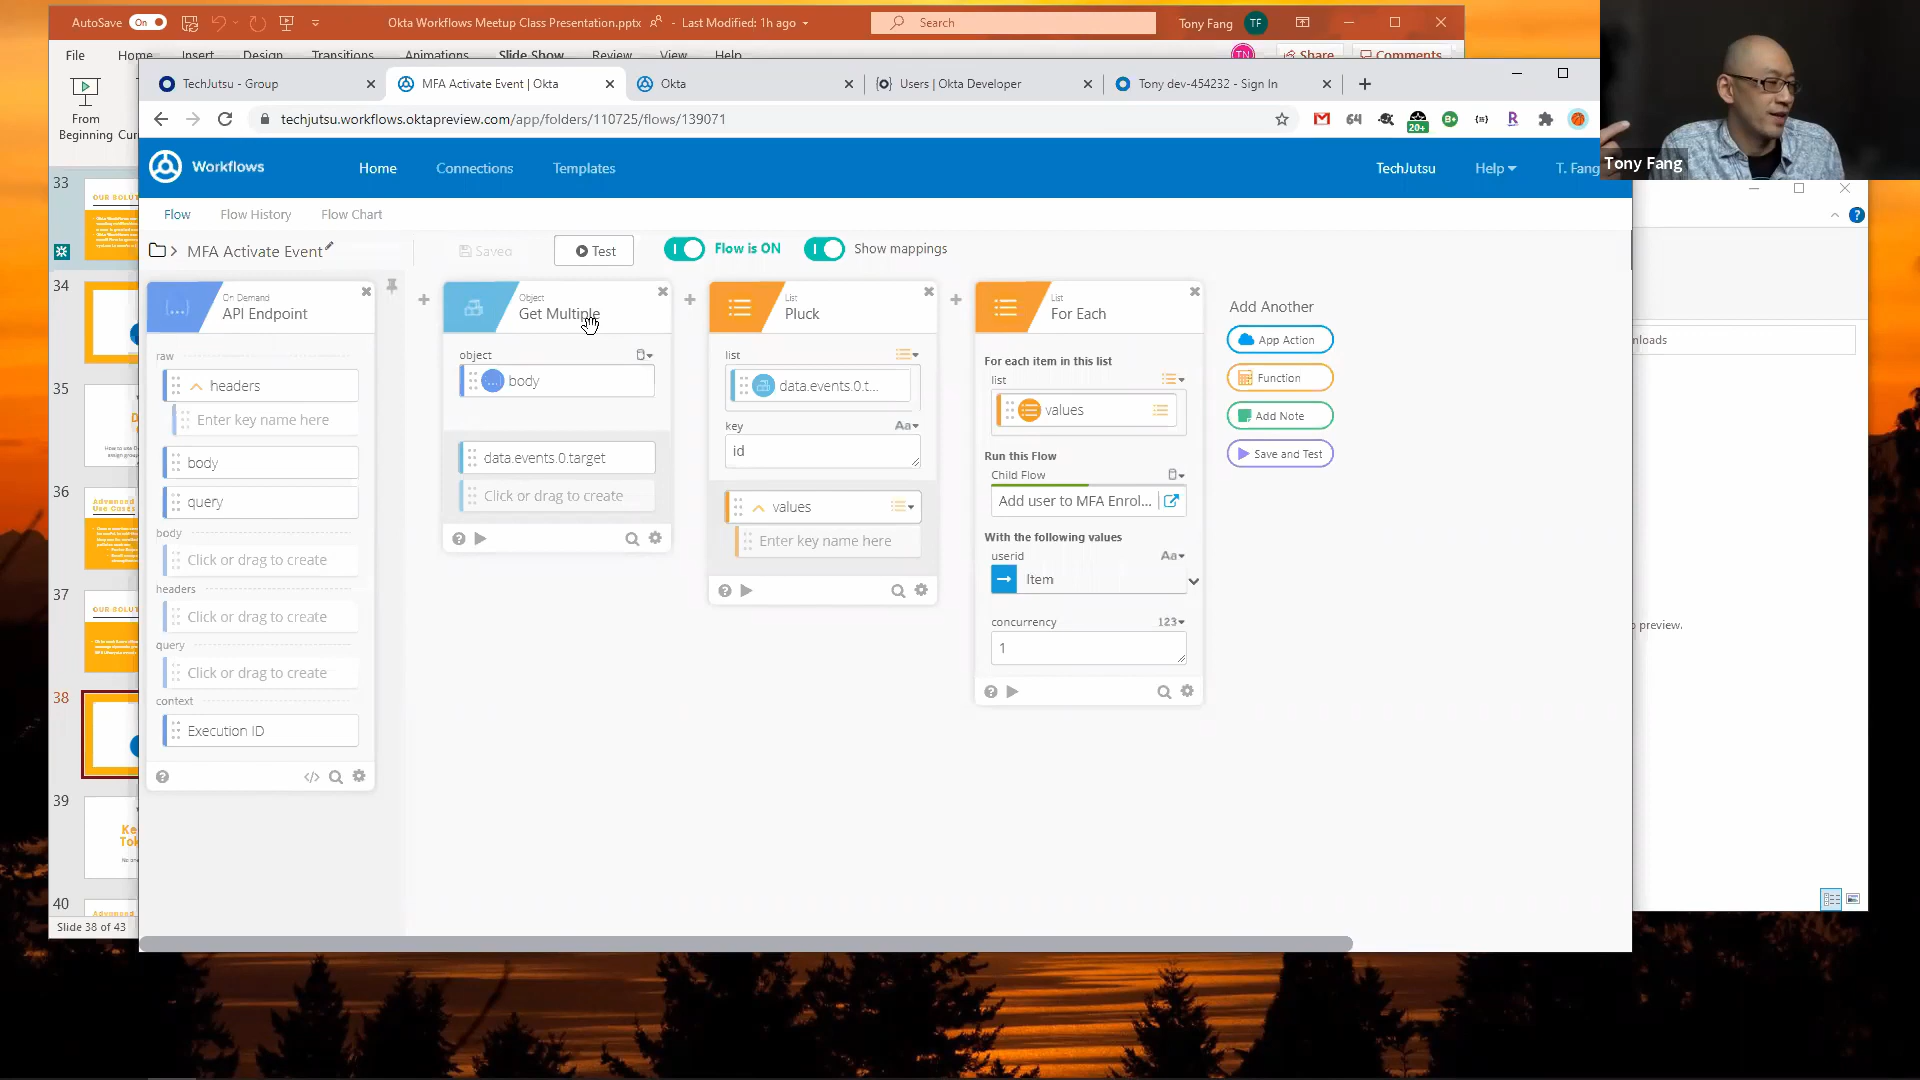 AutoSave On
Okta Workflows Meetup Class Presentation.pptx - Last Modified: 1h ago
Search
Tony Fang TF
File Home Insert Design Transitions Animations Slide Show Review View Help
TN Share Comments
From
Beginning
TechJutsu - Group
MFA Activate Event | Okta
Okta
Users | Okta Developer
Tony dev-454232 - Sign In
techjutsu.workflows.oktapreview.com/app/folders/110725/flows/139071
20+
Tony Fang
Workflows
Home Connections Templates
TechJutsu Help T. Fang
Flow Flow History Flow Chart
MFA Activate Event
Saved
Test
Flow is ON
Show mappings
33
34
35
36
37
38
39
40
Slide 38 of 43
On Demand
API Endpoint
raw
headers
Enter key name here
body
query
body
Click or drag to create
headers
Click or drag to create
query
Click or drag to create
context
Execution ID
Object
Get Multiple
object
body
data.events.0.target
Click or drag to create
List
Pluck
list
data.events.0.t...
key
Aa
id
values
Enter key name here
List
For Each
For each item in this list
list
values
Run this Flow
Child Flow
Add user to MFA Enrol...
With the following values
userid
Aa
Item
concurrency
123
1
Add Another
App Action
Function
Add Note
Save and Test
nloads
preview.